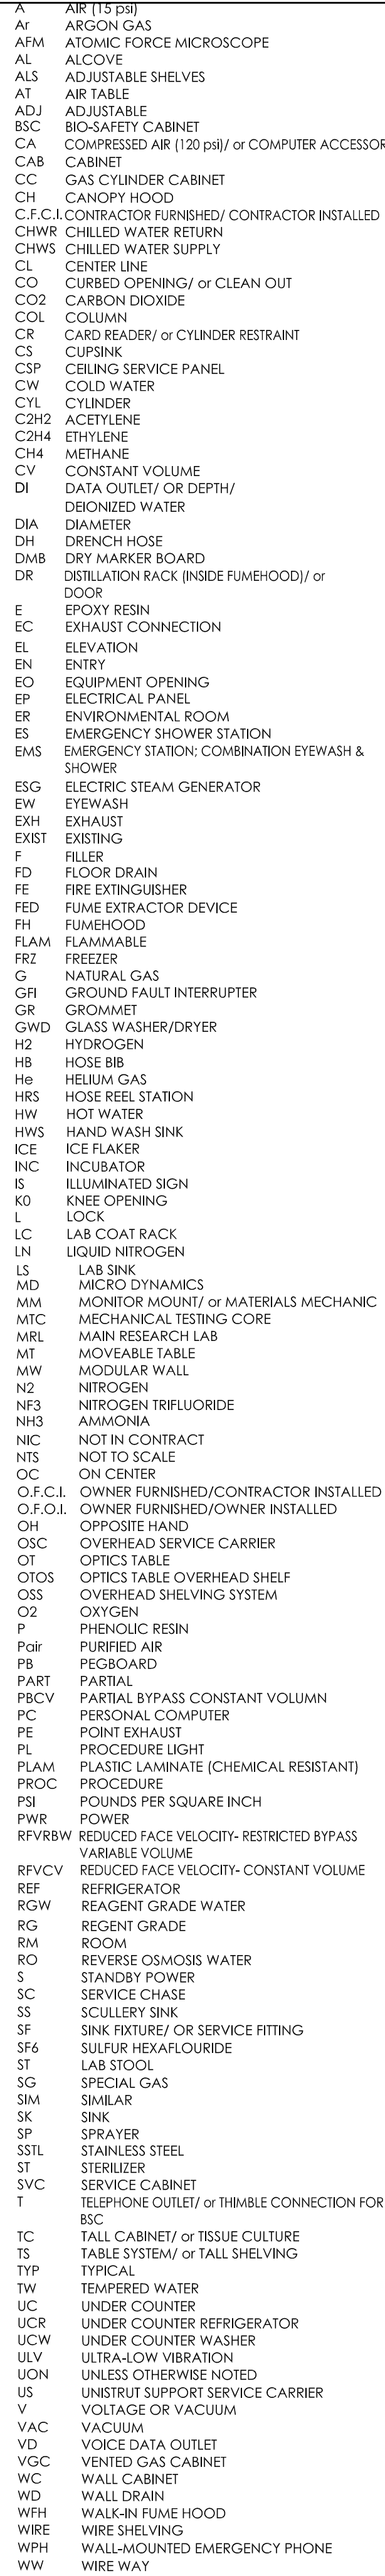 A AIR (15 psi)
Ar ARGON GAS
AFM ATOMIC FORCE MICROSCOPE
AL ALCOVE
ALS ADJUSTABLE SHELVES
AT AIR TABLE
ADJ ADJUSTABLE
BSC BIO-SAFETY CABINET
CA COMPRESSED AIR (120 psi)/ or COMPUTER ACCESSOR
CAB CABINET
CC GAS CYLINDER CABINET
CH CANOPY HOOD
C.F.C.I. CONTRACTOR FURNISHED/ CONTRACTOR INSTALLED
CHWR CHILLED WATER RETURN
CHWS CHILLED WATER SUPPLY
CL CENTER LINE
CO CURBED OPENING/ or CLEAN OUT
CO2 CARBON DIOXIDE
COL COLUMN
CR CARD READER/ or CYLINDER RESTRAINT
CS CUPSINK
CSP CEILING SERVICE PANEL
CW COLD WATER
CYL CYLINDER
C2H2 ACETYLENE
C2H4 ETHYLENE
CH4 METHANE
CV CONSTANT VOLUME
DI DATA OUTLET/ OR DEPTH/
DEIONIZED WATER
DIA DIAMETER
DH DRENCH HOSE
DMB DRY MARKER BOARD
DR DISTILLATION RACK (INSIDE FUMEHOOD)/ or
DOOR
E EPOXY RESIN
EC EXHAUST CONNECTION
EL ELEVATION
EN ENTRY
EO EQUIPMENT OPENING
EP ELECTRICAL PANEL
ER ENVIRONMENTAL ROOM
ES EMERGENCY SHOWER STATION
EMS EMERGENCY STATION; COMBINATION EYEWASH &
SHOWER
ESG ELECTRIC STEAM GENERATOR
EW EYEWASH
EXH EXHAUST
EXIST EXISTING
F FILLER
FD FLOOR DRAIN
FE FIRE EXTINGUISHER
FED FUME EXTRACTOR DEVICE
FH FUMEHOOD
FLAM FLAMMABLE
FRZ FREEZER
G NATURAL GAS
GFI GROUND FAULT INTERRUPTER
GR GROMMET
GWD GLASS WASHER/DRYER
H2 HYDROGEN
HB HOSE BIB
He HELIUM GAS
HRS HOSE REEL STATION
HW HOT WATER
HWS HAND WASH SINK
ICE ICE FLAKER
INC INCUBATOR
IS ILLUMINATED SIGN
K0 KNEE OPENING
L LOCK
LC LAB COAT RACK
LN LIQUID NITROGEN
LS LAB SINK
MD MICRO DYNAMICS
MM MONITOR MOUNT/ or MATERIALS MECHANIC
MTC MECHANICAL TESTING CORE
MRL MAIN RESEARCH LAB
MT MOVEABLE TABLE
MW MODULAR WALL
N2 NITROGEN
NF3 NITROGEN TRIFLUORIDE
NH3 AMMONIA
NIC NOT IN CONTRACT
NTS NOT TO SCALE
OC ON CENTER
O.F.C.I. OWNER FURNISHED/CONTRACTOR INSTALLED
O.F.O.I. OWNER FURNISHED/OWNER INSTALLED
OH OPPOSITE HAND
OSC OVERHEAD SERVICE CARRIER
OT OPTICS TABLE
OTOS OPTICS TABLE OVERHEAD SHELF
OSS OVERHEAD SHELVING SYSTEM
O2 OXYGEN
P PHENOLIC RESIN
Pair PURIFIED AIR
PB PEGBOARD
PART PARTIAL
PBCV PARTIAL BYPASS CONSTANT VOLUMN
PC PERSONAL COMPUTER
PE POINT EXHAUST
PL PROCEDURE LIGHT
PLAM PLASTIC LAMINATE (CHEMICAL RESISTANT)
PROC PROCEDURE
PSI POUNDS PER SQUARE INCH
PWR POWER
RFVRBW REDUCED FACE VELOCITY- RESTRICTED BYPASS
VARIABLE VOLUME
RFVCV REDUCED FACE VELOCITY- CONSTANT VOLUME
REF REFRIGERATOR
RGW REAGENT GRADE WATER
RG REGENT GRADE
RM ROOM
RO REVERSE OSMOSIS WATER
S STANDBY POWER
SC SERVICE CHASE
SS SCULLERY SINK
SF SINK FIXTURE/ OR SERVICE FITTING
SF6 SULFUR HEXAFLOURIDE
ST LAB STOOL
SG SPECIAL GAS
SIM SIMILAR
SK SINK
SP SPRAYER
SSTL STAINLESS STEEL
ST STERILIZER
SVC SERVICE CABINET
T TELEPHONE OUTLET/ or THIMBLE CONNECTION FOR
BSC
TC TALL CABINET/ or TISSUE CULTURE
TS TABLE SYSTEM/ or TALL SHELVING
TYP TYPICAL
TW TEMPERED WATER
UC UNDER COUNTER
UCR UNDER COUNTER REFRIGERATOR
UCW UNDER COUNTER WASHER
ULV ULTRA-LOW VIBRATION
UON UNLESS OTHERWISE NOTED
US UNISTRUT SUPPORT SERVICE CARRIER
V VOLTAGE OR VACUUM
VAC VACUUM
VD VOICE DATA OUTLET
VGC VENTED GAS CABINET
WC WALL CABINET
WD WALL DRAIN
WFH WALK-IN FUME HOOD
WIRE WIRE SHELVING
WPH WALL-MOUNTED EMERGENCY PHONE
WW WIRE WAY